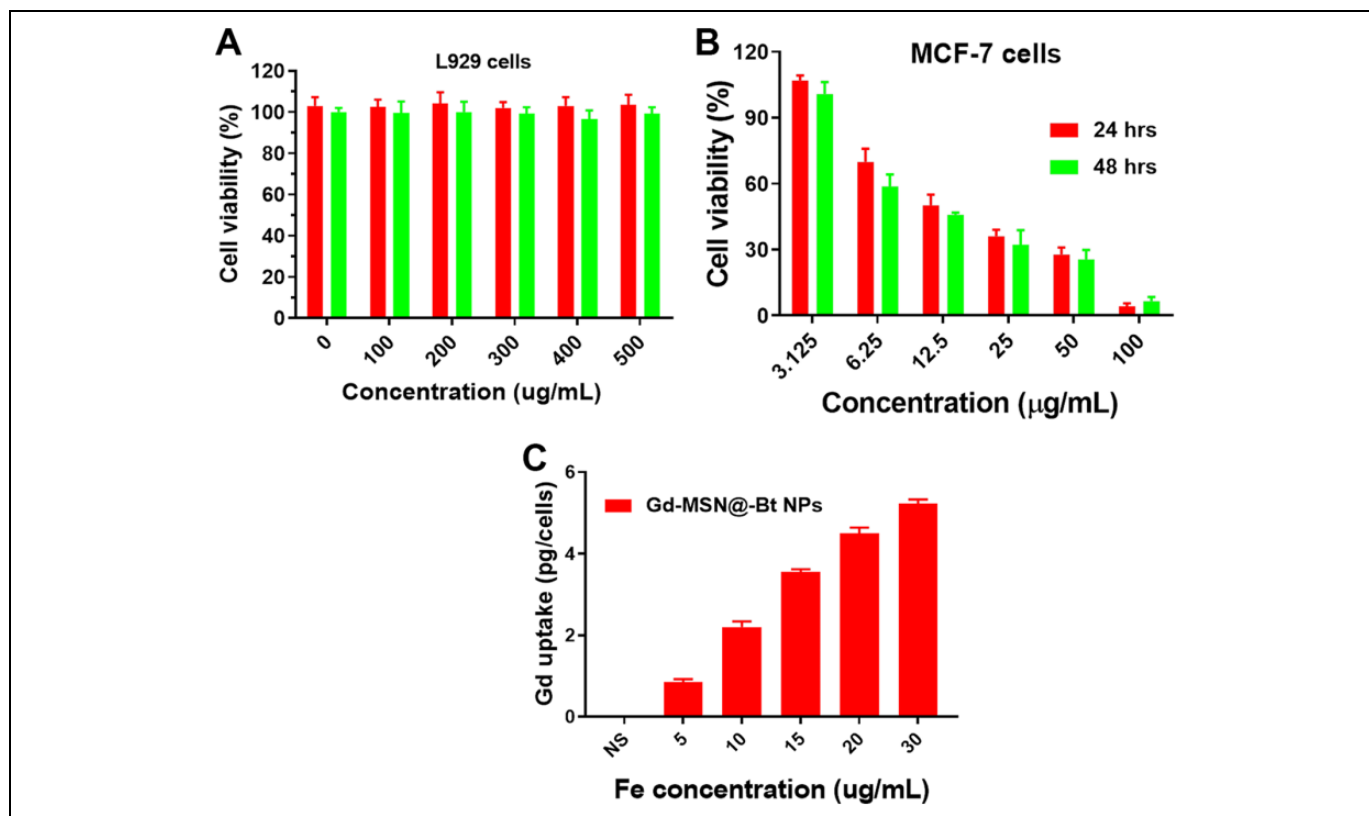 A
L929 cells
Cell viability (%)
120
100
80
60
40
20
0
0
100
200
300
400
500
Concentration (ug/mL)
B
MCF-7 cells
Cell viability (%)
120
90
60
30
0
24 hrs
48 hrs
3.125
6.25
12.5
25
50
100
Concentration (μg/mL)
C
Gd uptake (pg/cells)
6
4
2
0
Gd-MSN@-Bt NPs
NS
5
10
15
20
30
Fe concentration (ug/mL)